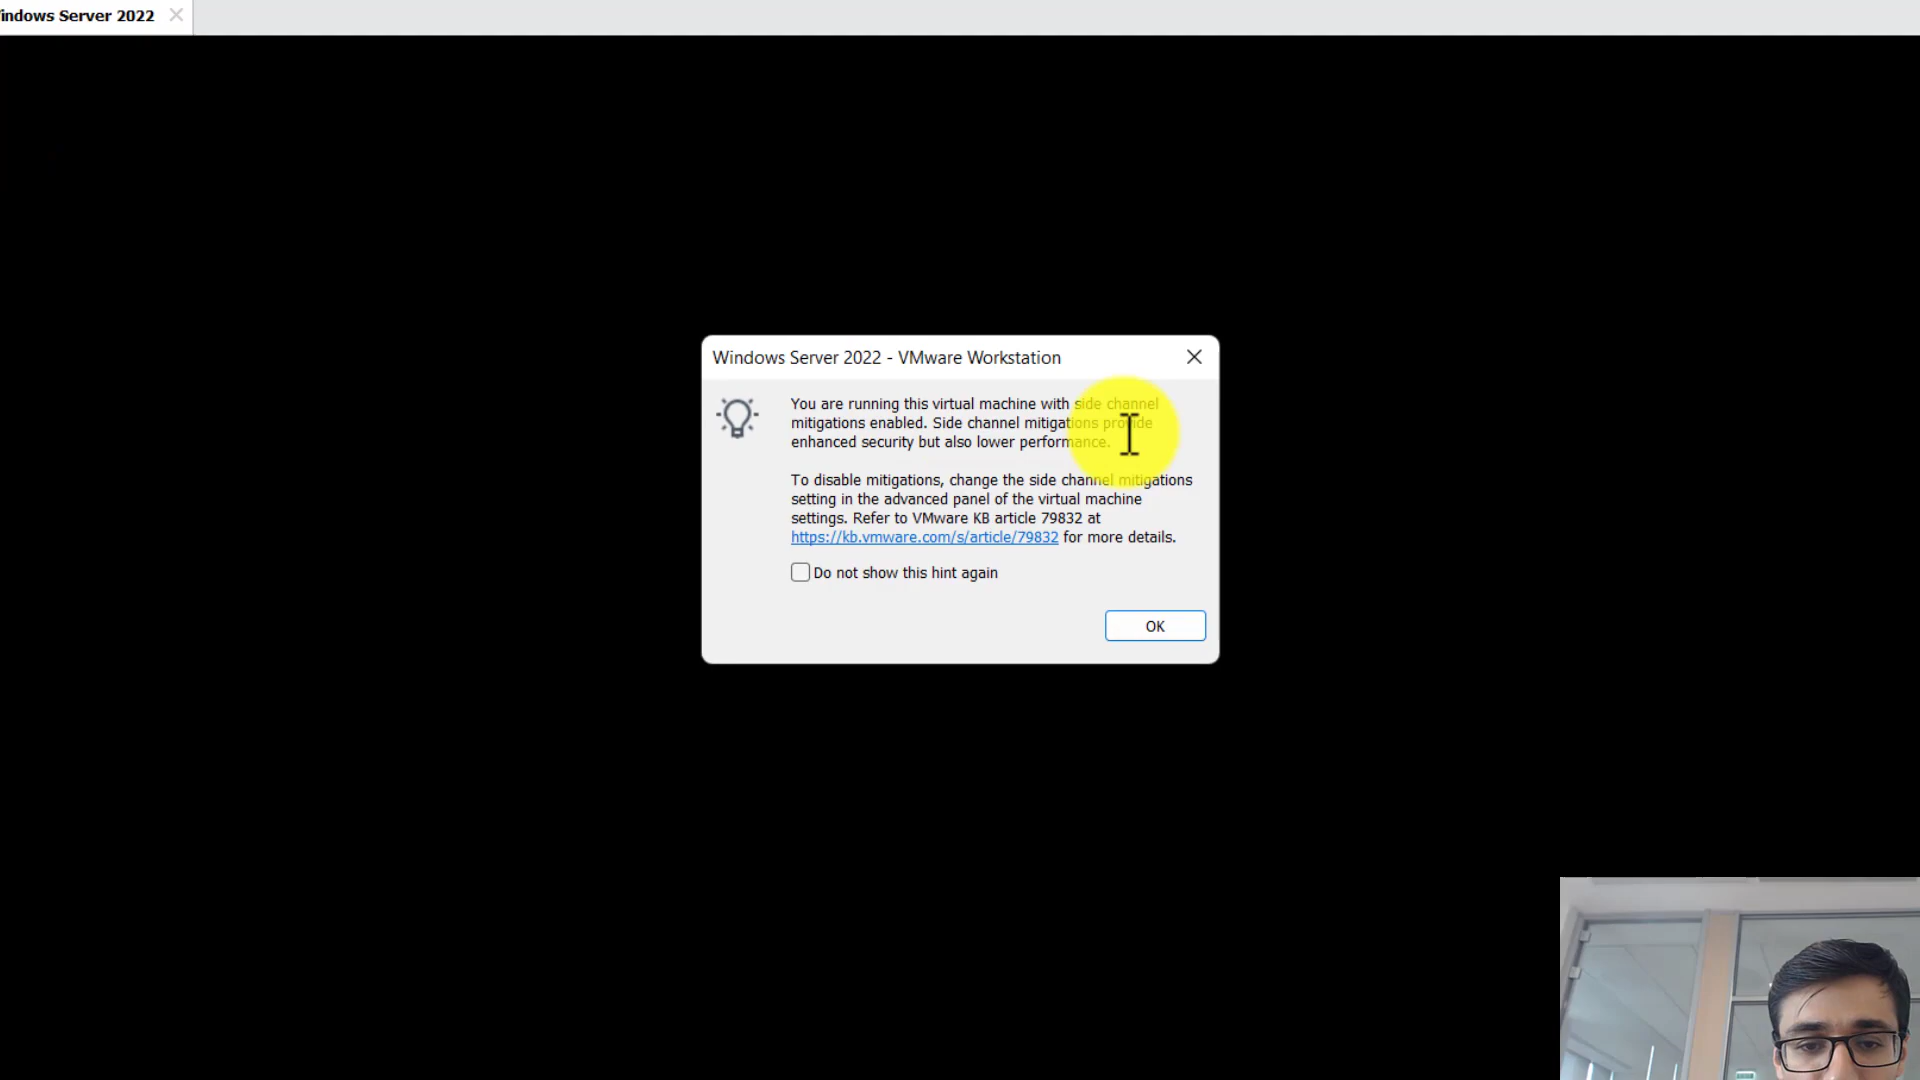 indows Server 2022
Windows Server 2022 - VMware Workstation
You are running this virtual machine with side channel
mitigations enabled. Side channel mitigations provide
enhanced security but also lower performance.
To disable mitigations, change the side channel mitigations
setting in the advanced panel of the virtual machine
settings. Refer to VMware KB article 79832 at
https://kb.vmware.com/s/article/79832 for more details.
Do not show this hint again
OK